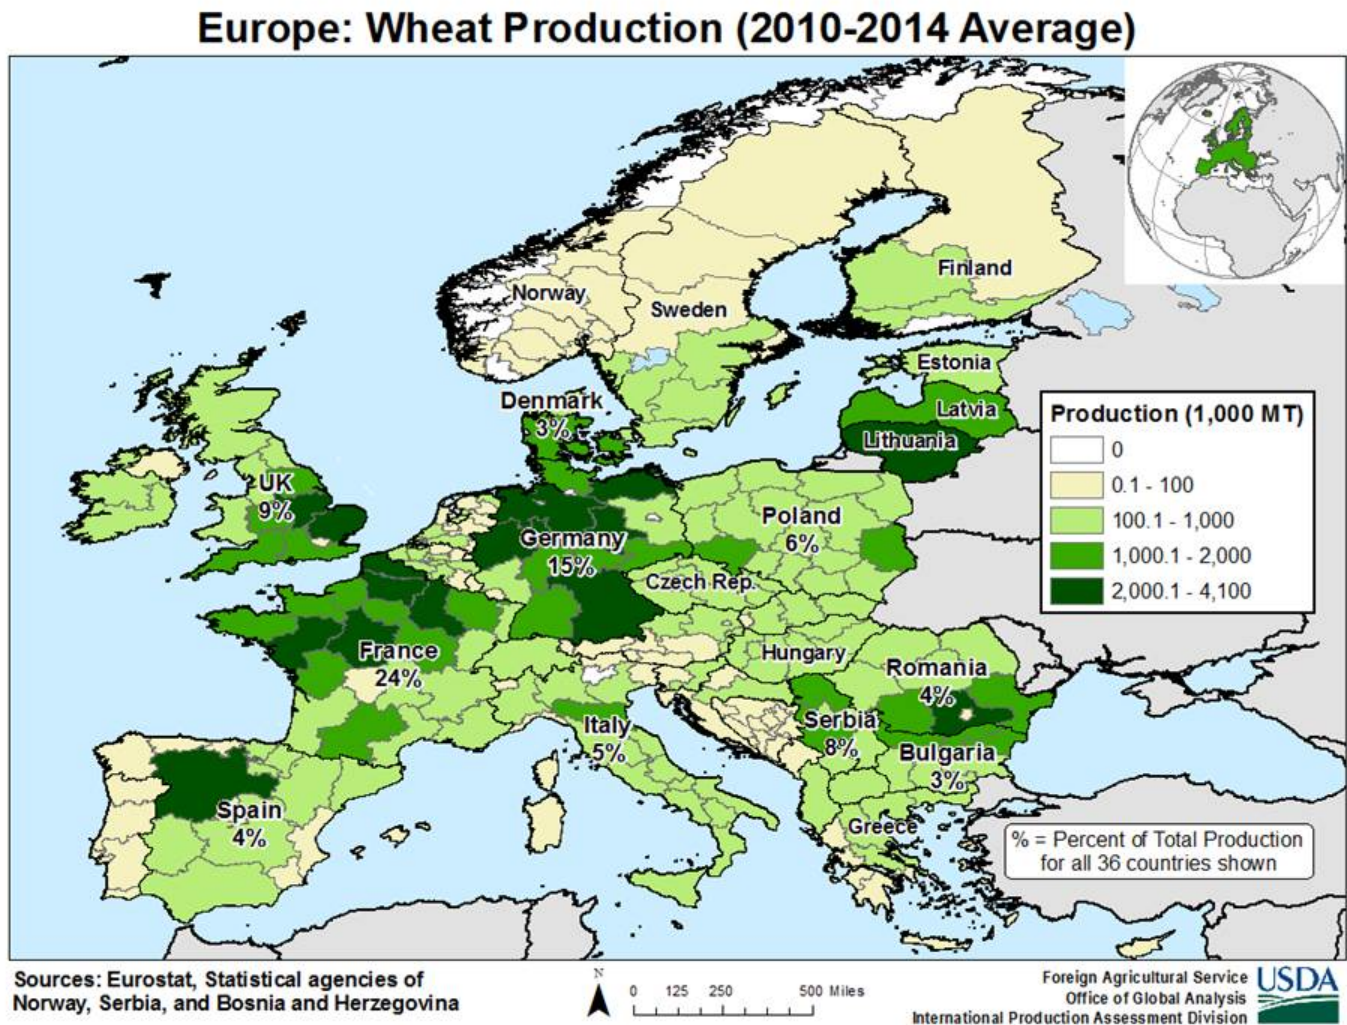 Europe: Wheat Production (2010-2014 Average)
Finland
Norway
Sweden
Estonia
Denmark
3%
Latvia
Lithuania
Production (1,000 MT)
0
0.1 - 100
100.1 - 1,000
1,000.1 - 2,000
2,000.1 - 4,100
UK
9%
Poland
6%
Germany
15%
Czech Rep.
France
24%
Hungary
Romania
4%
Italy
5%
Serbia
8%
Bulgaria
3%
Spain
4%
Greece
% = Percent of Total Production
for all 36 countries shown
Sources: Eurostat, Statistical agencies of
Norway, Serbia, and Bosnia and Herzegovina
N
0 125 250 500 Miles
Foreign Agricultural Service
Office of Global Analysis
International Production Assessment Division
USDA